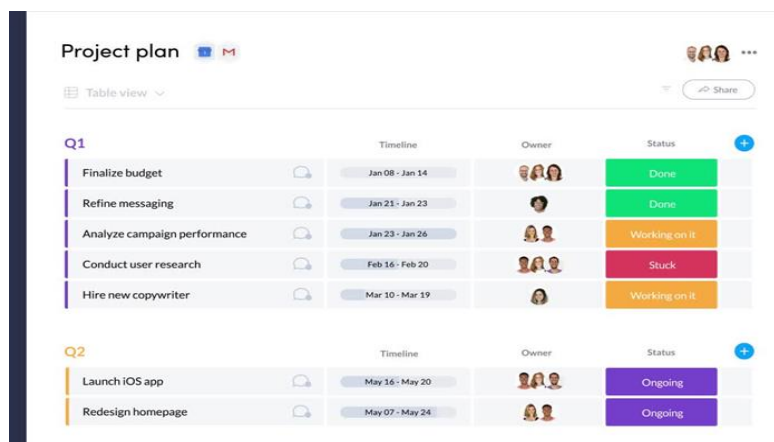 Project plan
Table view
Share
Q1 Timeline Owner Status
Finalize budget Jan 08 - Jan 14 Done
Refine messaging Jan 21 - Jan 23 Done
Analyze campaign performance Jan 23 - Jan 26 Working on it
Conduct user research Feb 16 - Feb 20 Stuck
Hire new copywriter Mar 10 - Mar 19 Working on it
Q2 Timeline Owner Status
Launch iOS app May 16 - May 20 Ongoing
Redesign homepage May 07 - May 24 Ongoing